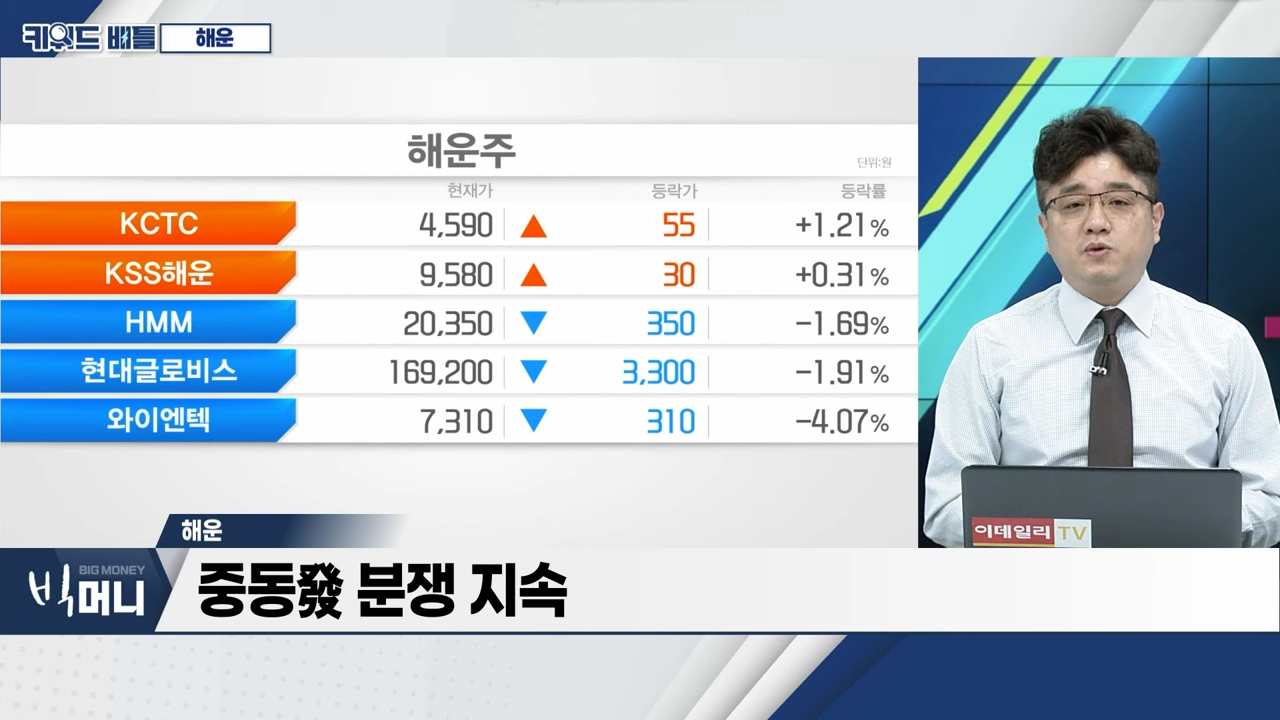 키워드 배틀 해운
해운주
단위:원
현재가 등락가 등락률
KCTC 4,590 ▲ 55 +1.21%
KSS해운 9,580 ▲ 30 +0.31%
HMM 20,350 ▼ 350 -1.69%
현대글로비스 169,200 ▼ 3,300 -1.91%
와이엔텍 7,310 ▼ 310 -4.07%
이데일리 TV
해운
BIG MONEY
빅머니
중동發 분쟁 지속